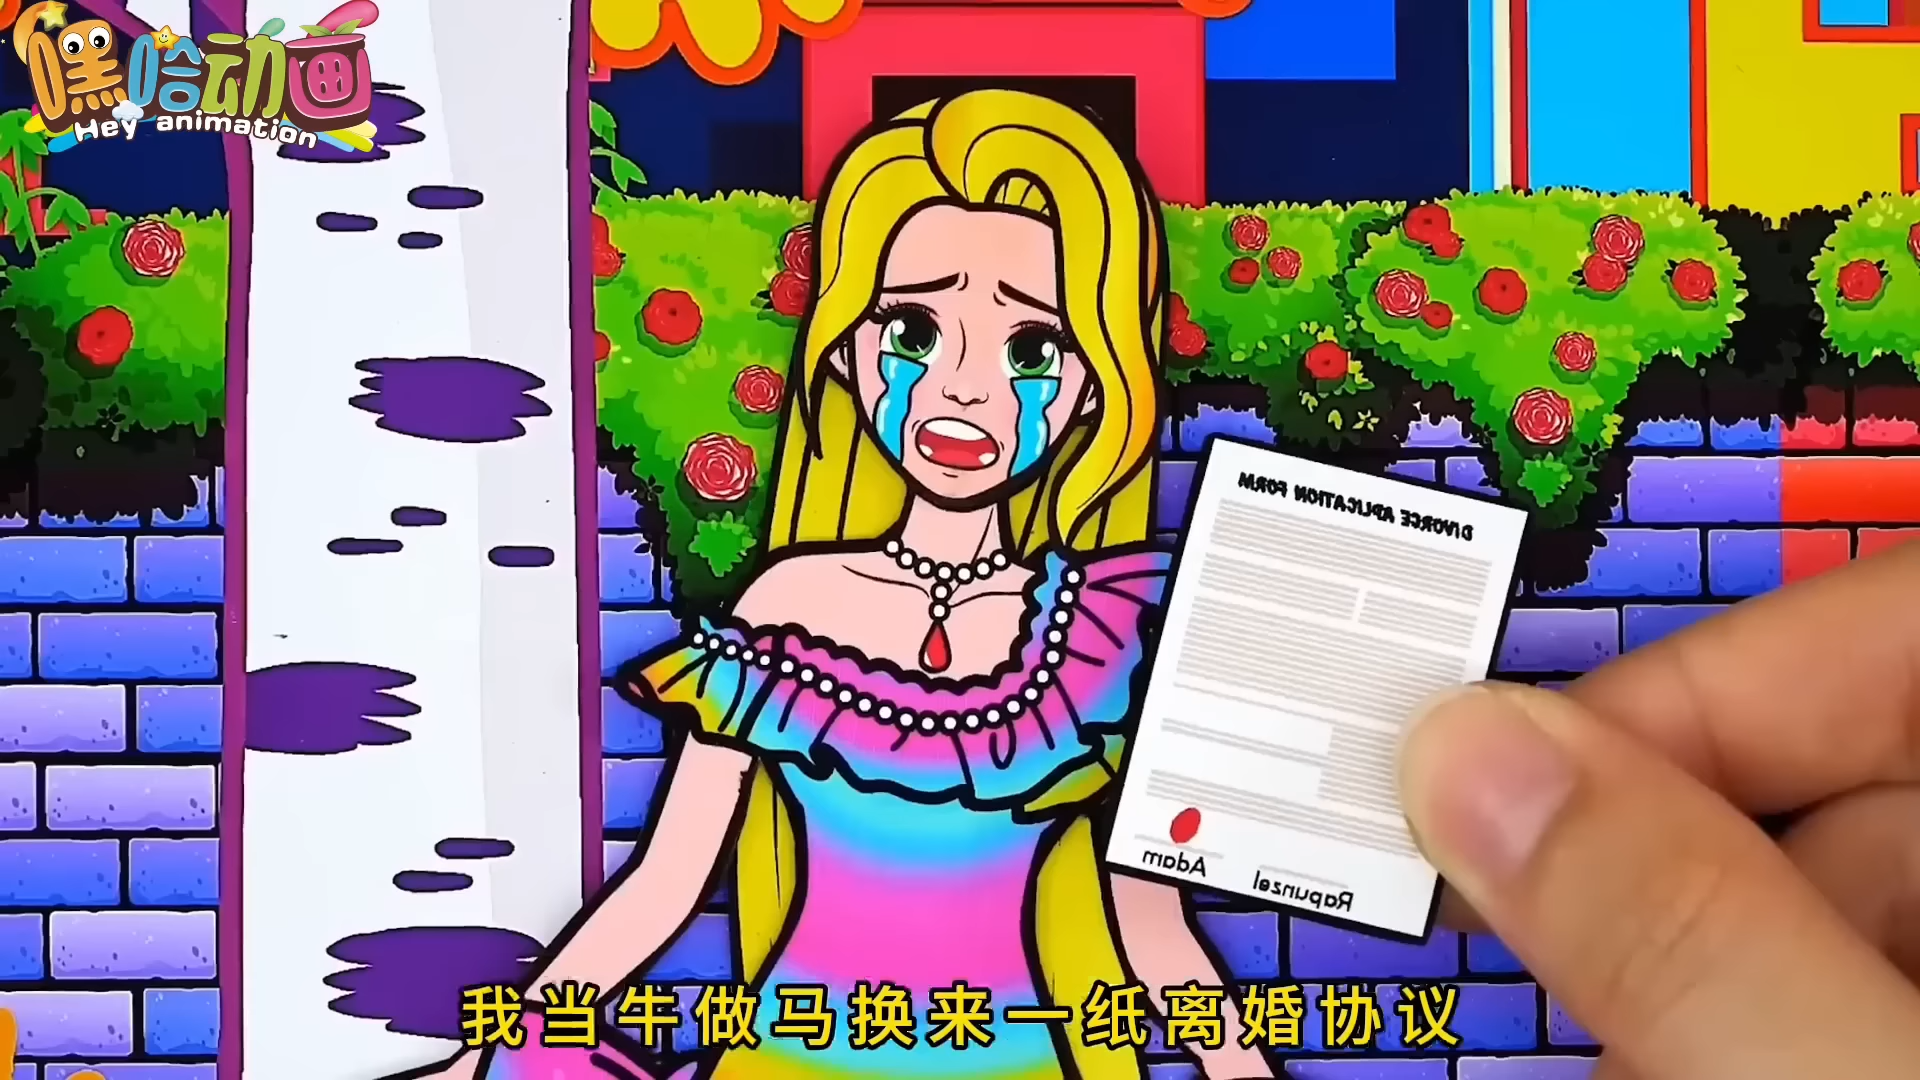 嘿哈动画
Hey animation
DIVORCE APLICATION FORM
Adam
Rapunzel
我当牛做马换来一纸离婚协议